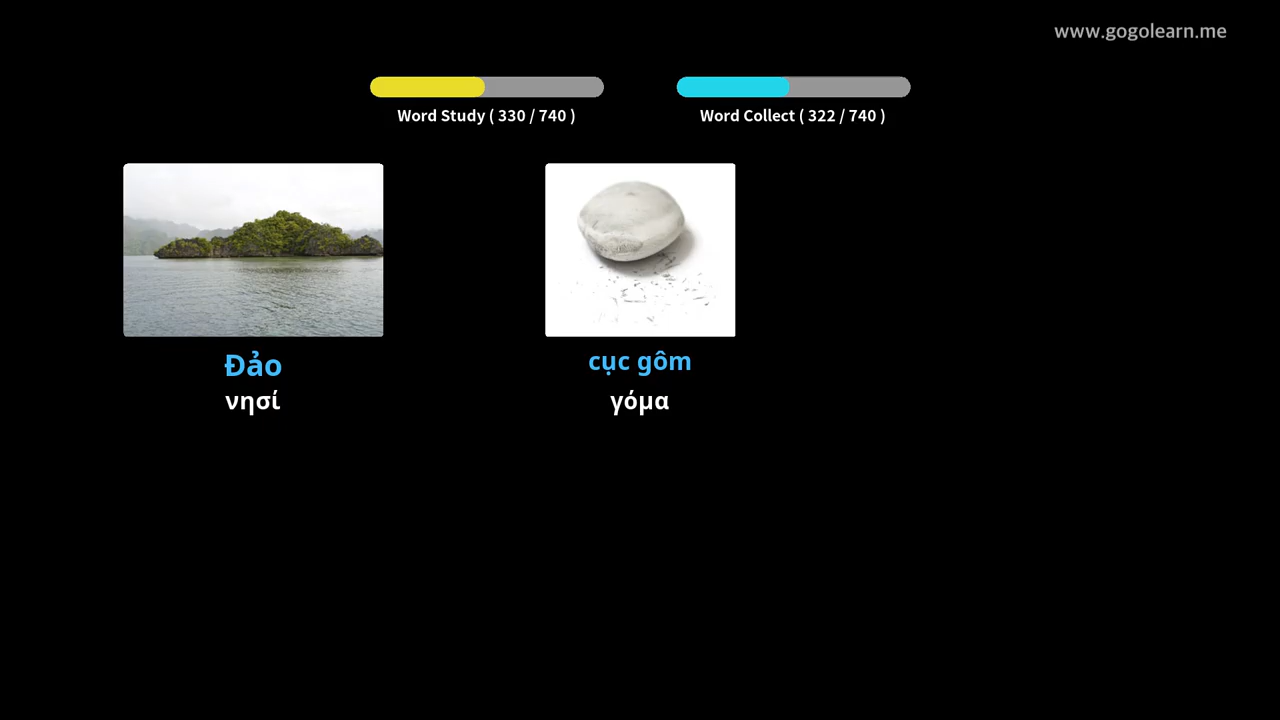 www.gogolearn.me
Word Study ( 330 / 740 )
Word Collect ( 322 / 740 )
Đảo
νησί
cục gôm
γόμα